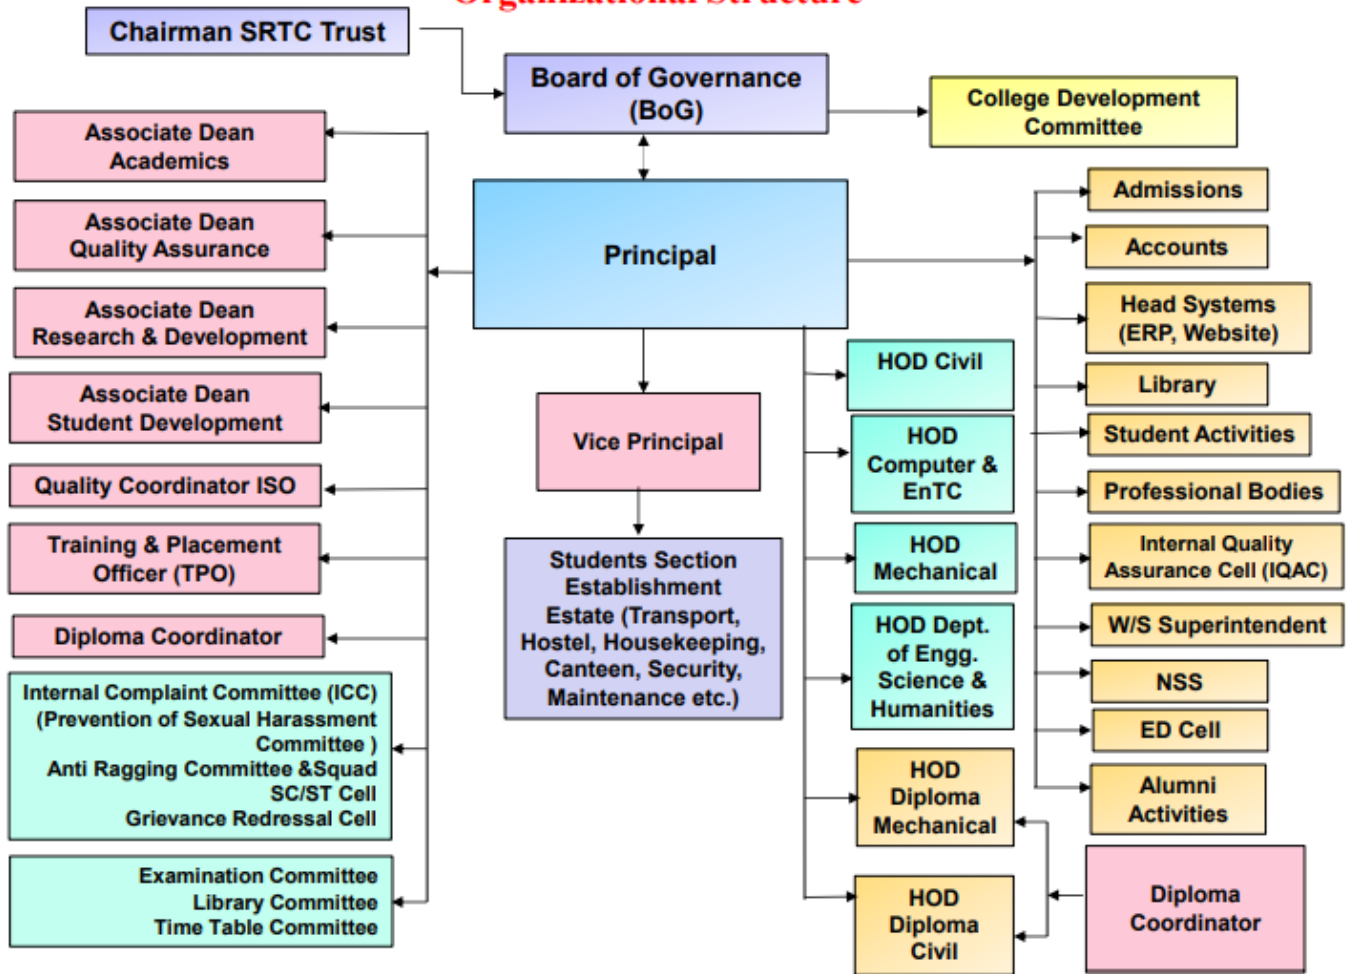 Organizational Structure
Chairman SRTC Trust
Board of Governance
(BoG)
College Development
Committee
Principal
Associate Dean
Academics
Associate Dean
Quality Assurance
Associate Dean
Research & Development
Associate Dean
Student Development
Quality Coordinator ISO
Training & Placement
Officer (TPO)
Diploma Coordinator
Internal Complaint Committee (ICC)
(Prevention of Sexual Harassment
Committee )
Anti Ragging Committee &Squad
SC/ST Cell
Grievance Redressal Cell
Examination Committee
Library Committee
Time Table Committee
Vice Principal
Students Section
Establishment
Estate (Transport,
Hostel, Housekeeping,
Canteen, Security,
Maintenance etc.)
HOD Civil
HOD
Computer &
EnTC
HOD
Mechanical
HOD Dept.
of Engg.
Science &
Humanities
HOD
Diploma
Mechanical
HOD
Diploma
Civil
Admissions
Accounts
Head Systems
(ERP, Website)
Library
Student Activities
Professional Bodies
Internal Quality
Assurance Cell (IQAC)
W/S Superintendent
NSS
ED Cell
Alumni
Activities
Diploma
Coordinator